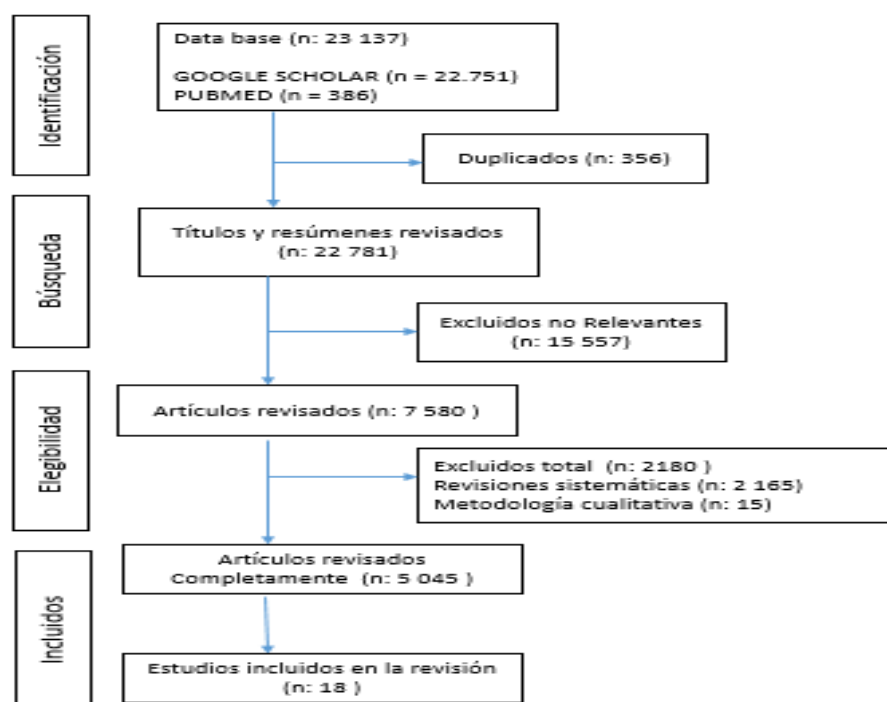 Identificación
Data base (n: 23 137)
GOOGLE SCHOLAR (n = 22.751)
PUBMED (n = 386)
Duplicados (n: 356)
Búsqueda
Títulos y resúmenes revisados
(n: 22 781)
Excluidos no Relevantes
(n: 15 557)
Elegibilidad
Artículos revisados (n: 7 580 )
Excluidos total (n: 2180 )
Revisiones sistemáticas (n: 2 165)
Metodología cualitativa (n: 15)
Incluidos
Artículos revisados
Completamente (n: 5 045 )
Estudios incluidos en la revisión
(n: 18 )